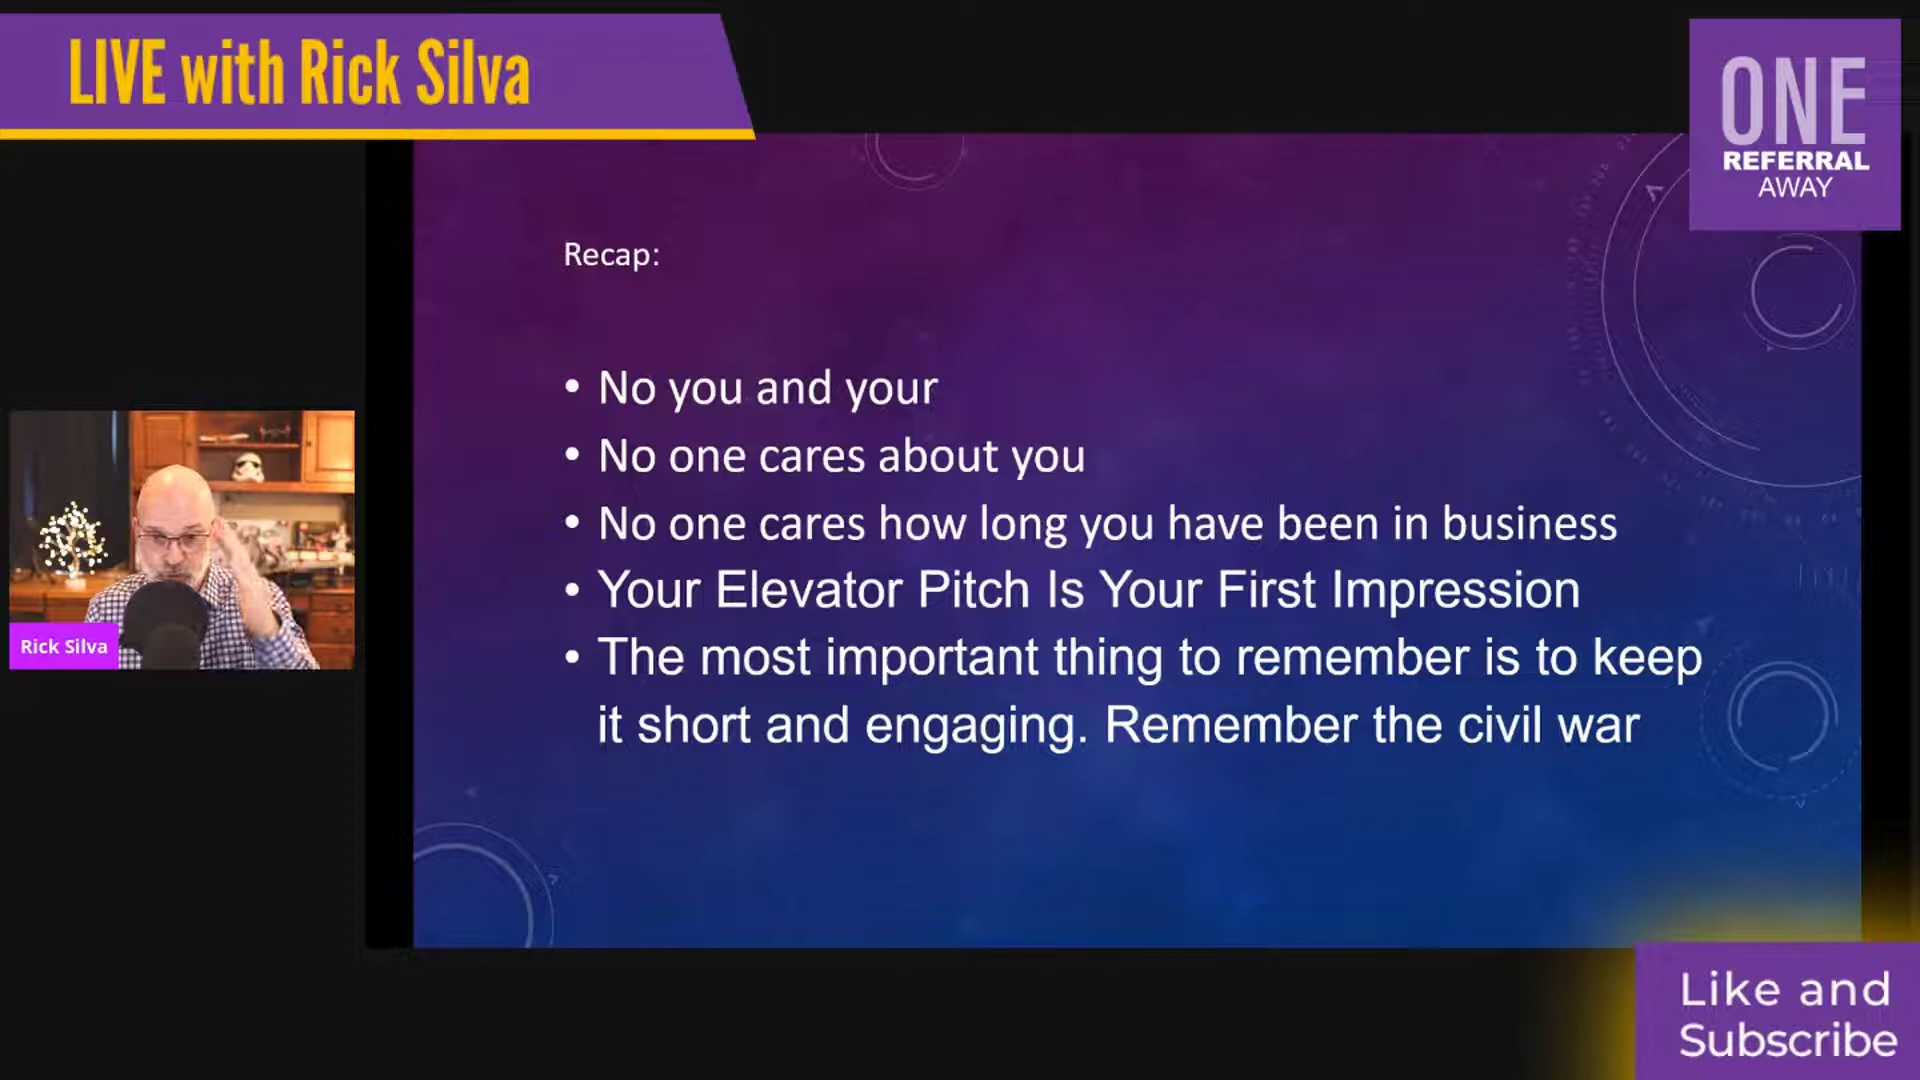 LIVE with Rick Silva
ONE
REFERRAL
AWAY
Recap:
• No you and your
• No one cares about you
• No one cares how long you have been in business
• Your Elevator Pitch Is Your First Impression
• The most important thing to remember is to keep
it short and engaging. Remember the civil war
Rick Silva
Like and
Subscribe